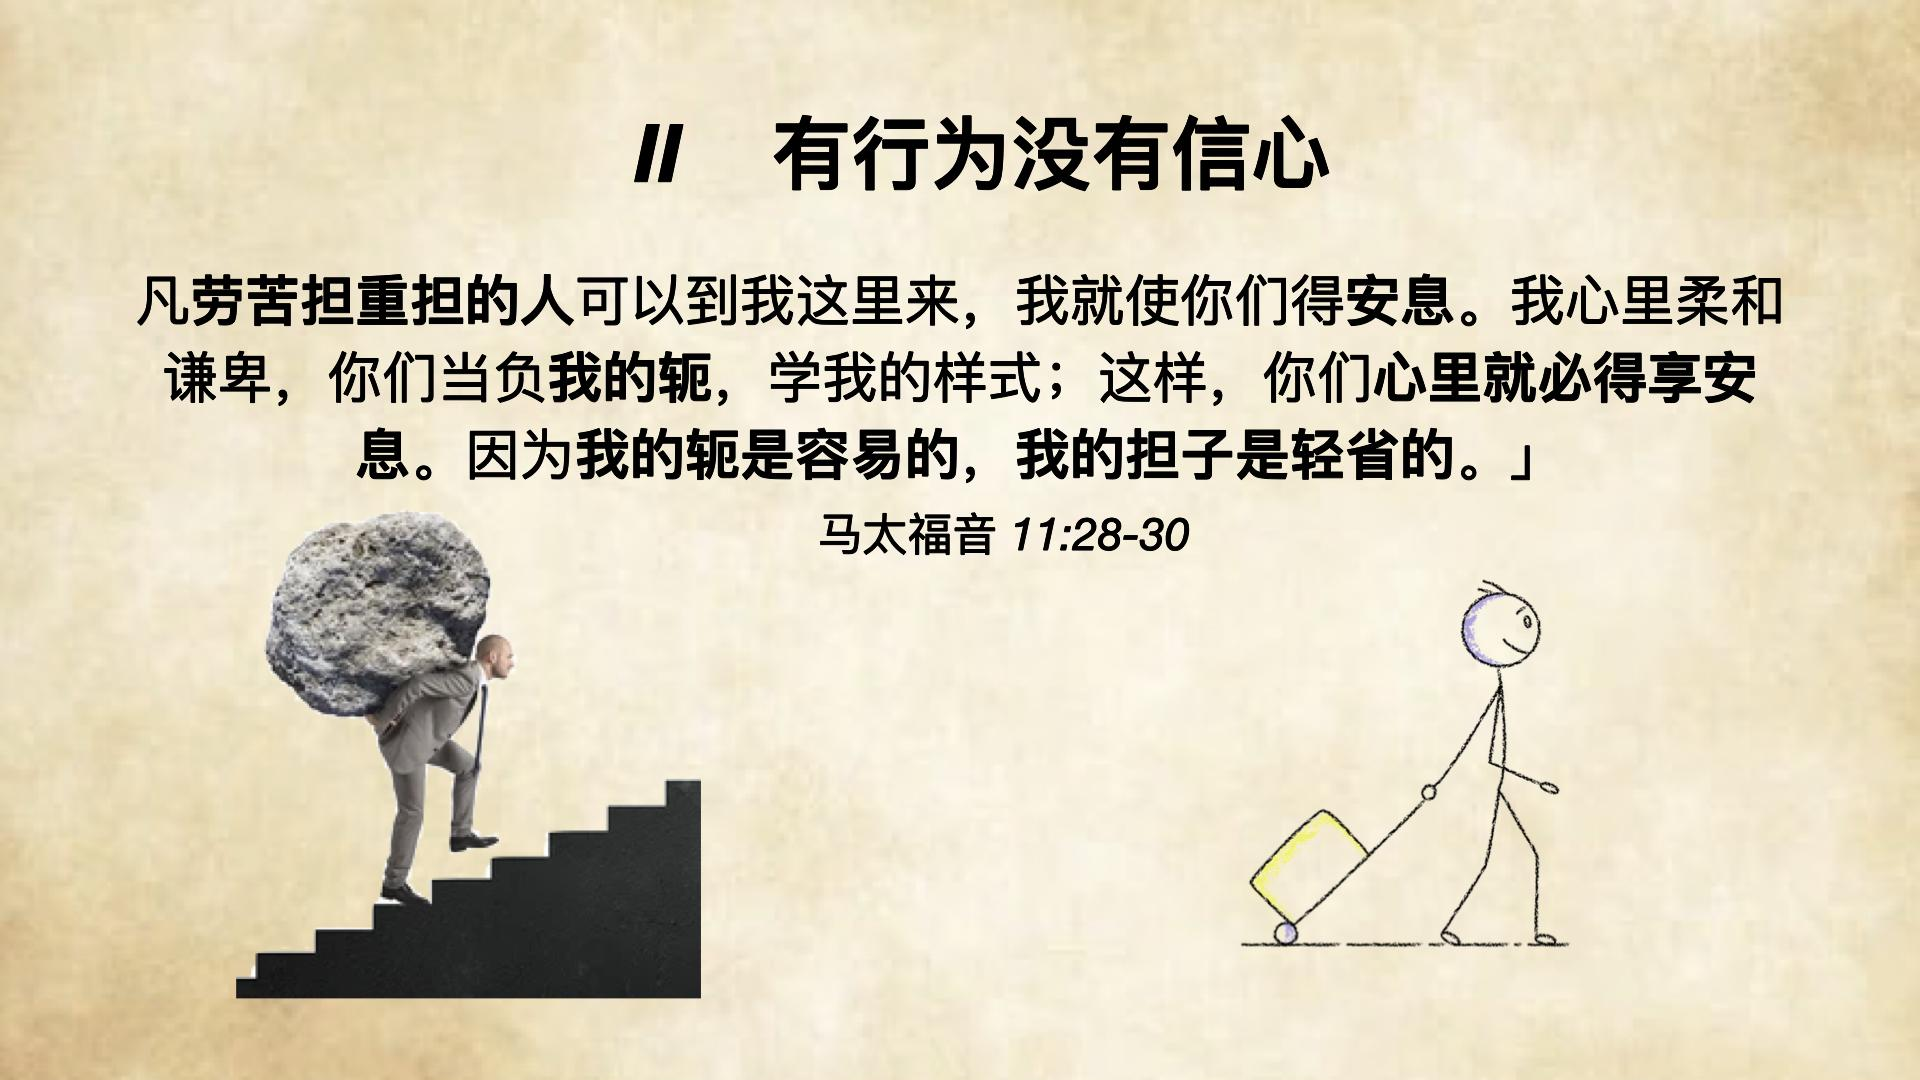 II 有行为没有信心
凡劳苦担重担的人可以到我这里来，我就使你们得安息。我心里柔和
谦卑，你们当负我的轭，学我的样式；这样，你们心里就必得享安
息。因为我的轭是容易的，我的担子是轻省的。」
马太福音 11:28-30